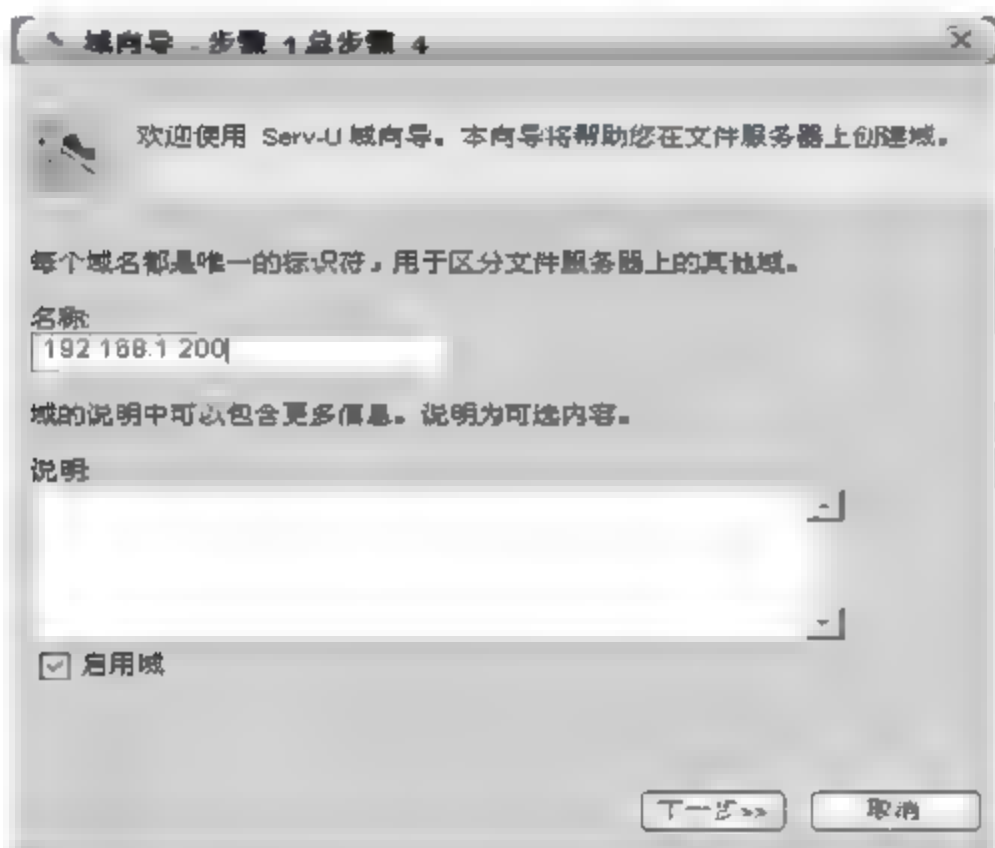 域向导 - 步骤 1 总步骤 4
欢迎使用 Serv-U 域向导。本向导将帮助您在文件服务器上创建域。
每个域名都是唯一的标识符，用于区分文件服务器上的其他域。
名称:
192.168.1.200
域的说明中可以包含更多信息。说明为可选内容。
说明:
启用域
下一步>>
取消